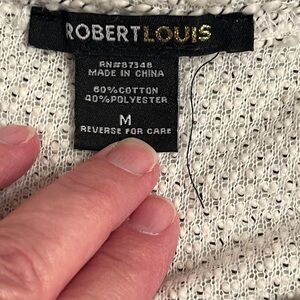 ROBERTLOUIS
RN#87348
MADE IN CHINA
60%COTTON
40%POLYESTER
M
REVERSE FOR CARE